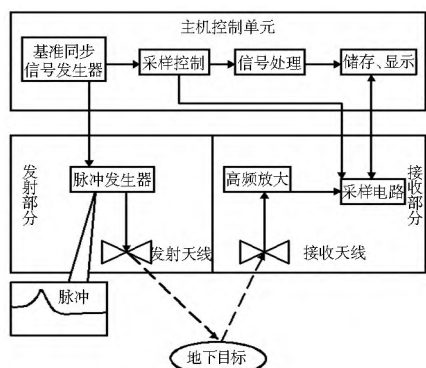 主机控制单元
基准同步
信号发生器
采样控制
信号处理
储存、显示
发射部分
脉冲发生器
高频放大
采样电路
接收部分
发射天线
接收天线
脉冲
地下目标